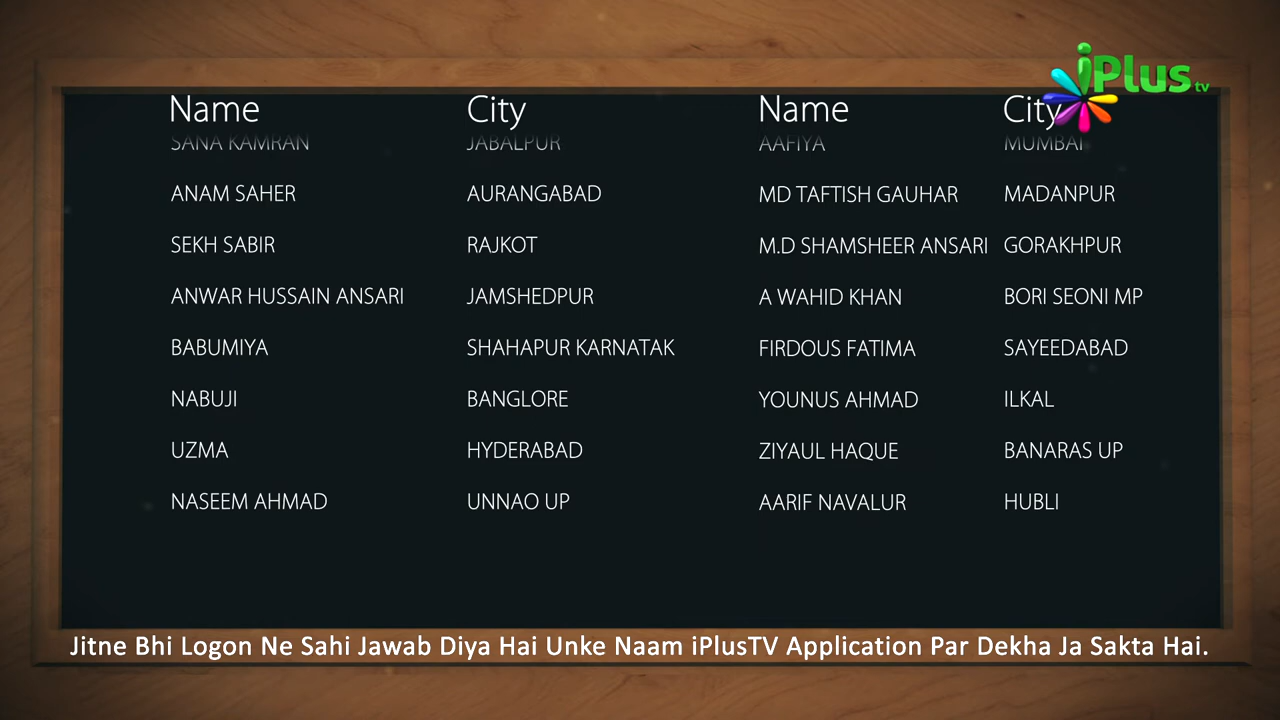 iPlus tv
Name City Name City
SANA KAMRAN JABALPUR AAFIYA MUMBAI
ANAM SAHER AURANGABAD MD TAFTISH GAUHAR MADANPUR
SEKH SABIR RAJKOT M.D SHAMSHEER ANSARI GORAKHPUR
ANWAR HUSSAIN ANSARI JAMSHEDPUR A WAHID KHAN BORI SEONI MP
BABUMIYA SHAHAPUR KARNATAK FIRDOUS FATIMA SAYEEDABAD
NABUJI BANGLORE YOUNUS AHMAD ILKAL
UZMA HYDERABAD ZIYAUL HAQUE BANARAS UP
NASEEM AHMAD UNNAO UP AARIF NAVALUR HUBLI
Jitne Bhi Logon Ne Sahi Jawab Diya Hai Unke Naam iPlusTV Application Par Dekha Ja Sakta Hai.